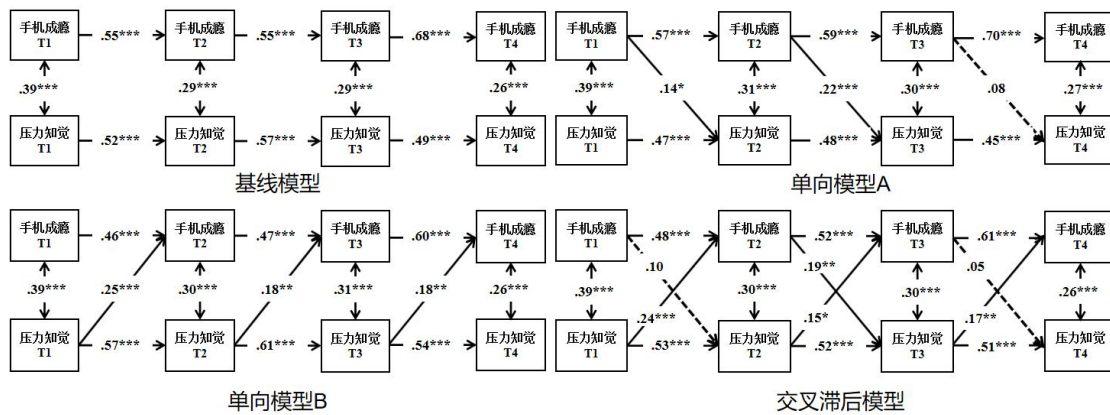 手机成瘾 T1 .55*** 手机成瘾 T2 .55*** 手机成瘾 T3 .68*** 手机成瘾 T4
.39*** .29*** .29*** .26***
压力知觉 T1 .52*** 压力知觉 T2 .57*** 压力知觉 T3 .49*** 压力知觉 T4
基线模型
手机成瘾 T1 .57*** 手机成瘾 T2 .59*** 手机成瘾 T3 .70*** 手机成瘾 T4
.39*** .14* .31*** .22*** .30*** .08 .27***
压力知觉 T1 .47*** 压力知觉 T2 .48*** 压力知觉 T3 .45*** 压力知觉 T4
单向模型A
手机成瘾 T1 .46*** 手机成瘾 T2 .47*** 手机成瘾 T3 .60*** 手机成瘾 T4
.39*** .25*** .30*** .18** .31*** .18** .26***
压力知觉 T1 .57*** 压力知觉 T2 .61*** 压力知觉 T3 .54*** 压力知觉 T4
单向模型B
手机成瘾 T1 .48*** 手机成瘾 T2 .52*** 手机成瘾 T3 .61*** 手机成瘾 T4
.10 .19** .05
.39*** .30*** .30*** .26***
.24*** .15* .17**
压力知觉 T1 .53*** 压力知觉 T2 .52*** 压力知觉 T3 .51*** 压力知觉 T4
交叉滞后模型